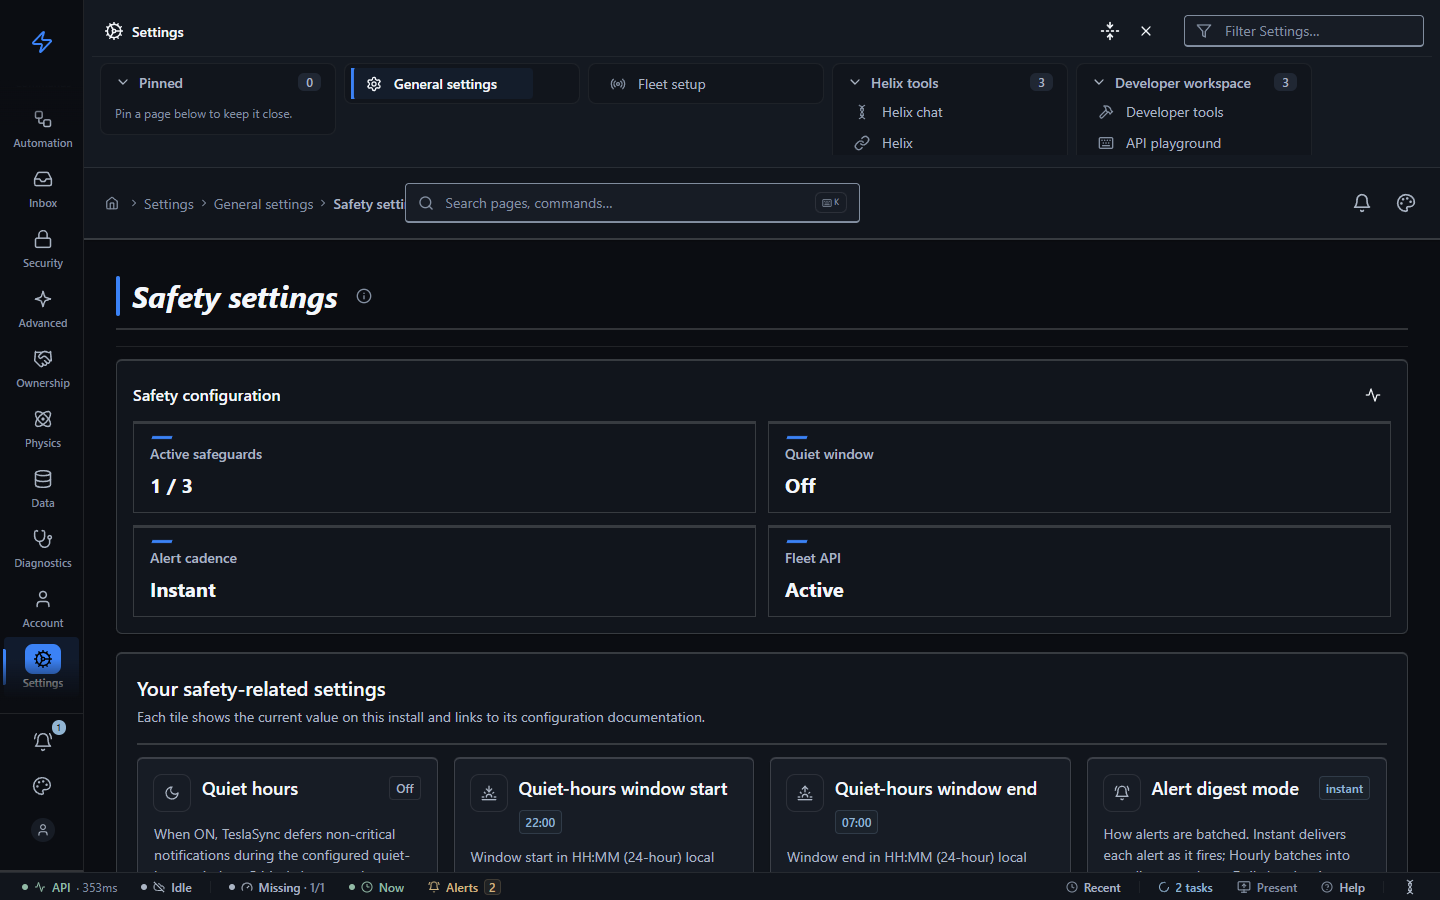 Settings
Filter Settings...
Pinned
0
Pin a page below to keep it close.
General settings
Fleet setup
Helix tools
3
Helix chat
Helix
Developer workspace
3
Developer tools
API playground
Automation
Inbox
Security
Advanced
Ownership
Physics
Data
Diagnostics
Account
Settings
1
Settings
General settings
Safety setti
Search pages, commands...
K
Safety settings
Safety configuration
Active safeguards
1 / 3
Quiet window
Off
Alert cadence
Instant
Fleet API
Active
Your safety-related settings
Each tile shows the current value on this install and links to its configuration documentation.
Quiet hours
Off
When ON, TeslaSync defers non-critical
notifications during the configured quiet-
Quiet-hours window start
22:00
Window start in HH:MM (24-hour) local
Quiet-hours window end
07:00
Window end in HH:MM (24-hour) local
Alert digest mode
instant
How alerts are batched. Instant delivers
each alert as it fires; Hourly batches into
API · 353ms
Idle
Missing · 1/1
Now
Alerts 2
Recent
2 tasks
Present
Help